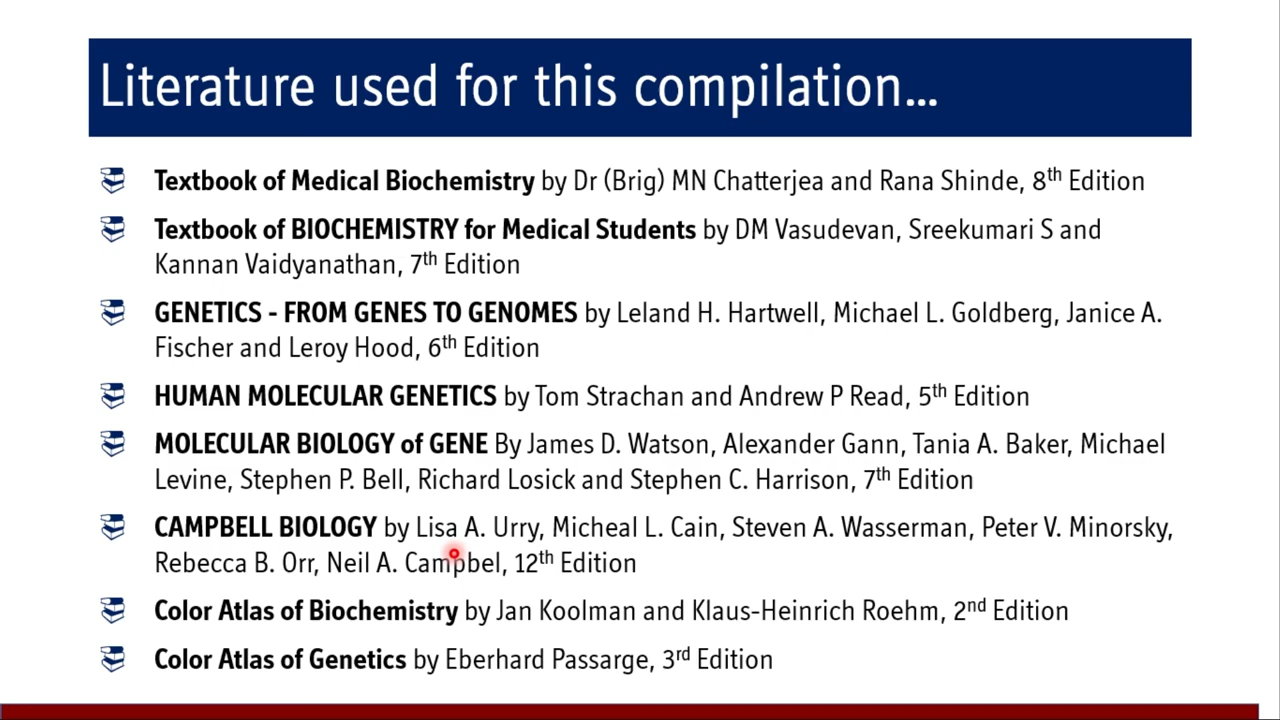 Literature used for this compilation...
Textbook of Medical Biochemistry by Dr (Brig) MN Chatterjea and Rana Shinde, 8th Edition
Textbook of BIOCHEMISTRY for Medical Students by DM Vasudevan, Sreekumari S and
Kannan Vaidyanathan, 7th Edition
GENETICS - FROM GENES TO GENOMES by Leland H. Hartwell, Michael L. Goldberg, Janice A.
Fischer and Leroy Hood, 6th Edition
HUMAN MOLECULAR GENETICS by Tom Strachan and Andrew P Read, 5th Edition
MOLECULAR BIOLOGY of GENE By James D. Watson, Alexander Gann, Tania A. Baker, Michael
Levine, Stephen P. Bell, Richard Losick and Stephen C. Harrison, 7th Edition
CAMPBELL BIOLOGY by Lisa A. Urry, Micheal L. Cain, Steven A. Wasserman, Peter V. Minorsky,
Rebecca B. Orr, Neil A. Campbel, 12th Edition
Color Atlas of Biochemistry by Jan Koolman and Klaus-Heinrich Roehm, 2nd Edition
Color Atlas of Genetics by Eberhard Passarge, 3rd Edition